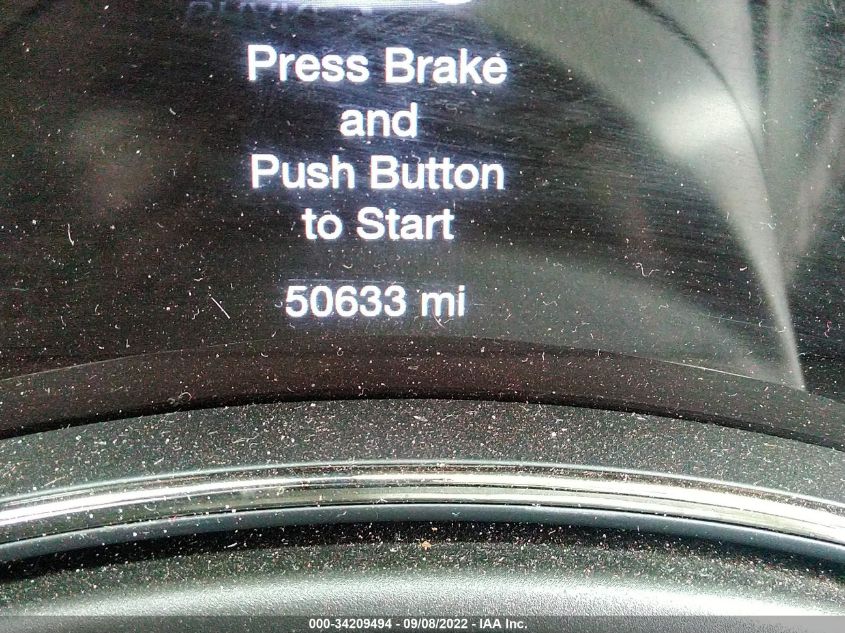 Press Brake
and
Push Button
to Start
50633 mi
000-34209494 - 09/08/2022 - IAA Inc.